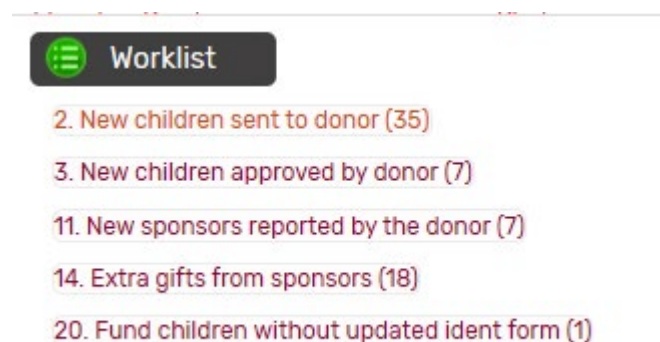 Worklist
2. New children sent to donor (35)
3. New children approved by donor (7)
11. New sponsors reported by the donor (7)
14. Extra gifts from sponsors (18)
20. Fund children without updated ident form (1)